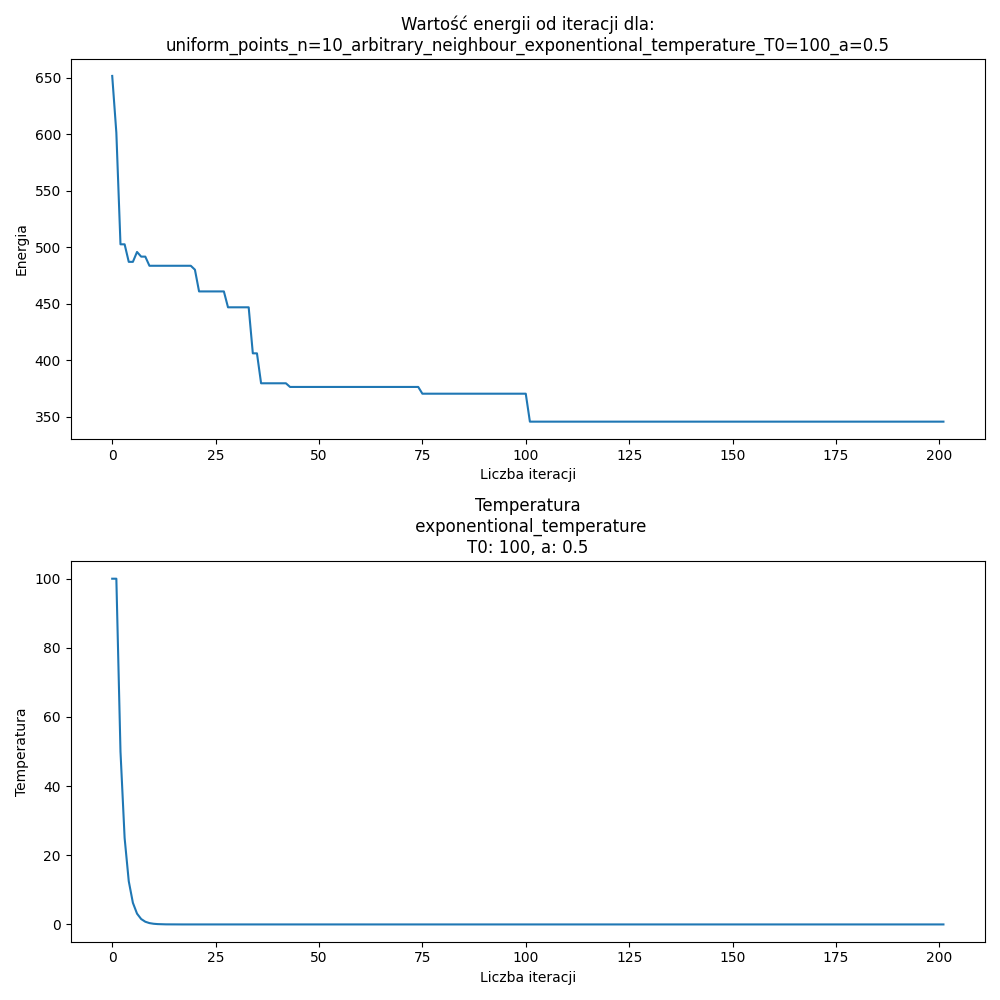 Wartość energii od iteracji dla:
uniform_points_n=10_arbitrary_neighbour_exponential_temperature_T0=100_a=0.5
650
600
550
500
450
400
350
Energia
0 25 50 75 100 125 150 175 200
Liczba iteracji
Temperatura
exponentional_temperature
T0: 100, a: 0.5
100
80
60
40
20
0
Temperatura
0 25 50 75 100 125 150 175 200
Liczba iteracji